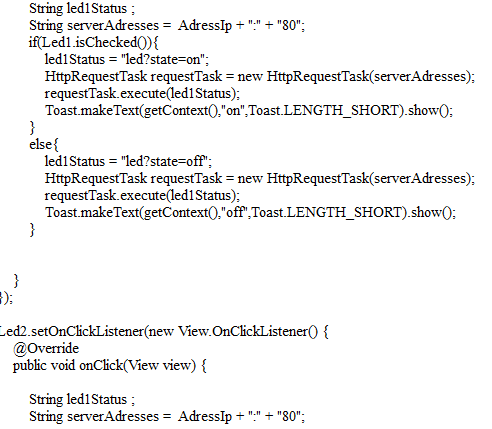 String led1Status ;
String serverAdresses = AdressIp + ":" + "80";
if(Led1.isChecked()){
led1Status = "led?state=on";
HttpRequestTask requestTask = new HttpRequestTask(serverAdresses);
requestTask.execute(led1Status);
Toast.makeText(getContext(),"on",Toast.LENGTH_SHORT).show();
}
else{
led1Status = "led?state=off";
HttpRequestTask requestTask = new HttpRequestTask(serverAdresses);
requestTask.execute(led1Status);
Toast.makeText(getContext(),"off",Toast.LENGTH_SHORT).show();
}
}
});
Led2.setOnClickListener(new View.OnClickListener() {
@Override
public void onClick(View view) {
String led1Status ;
String serverAdresses = AdressIp + ":" + "80";